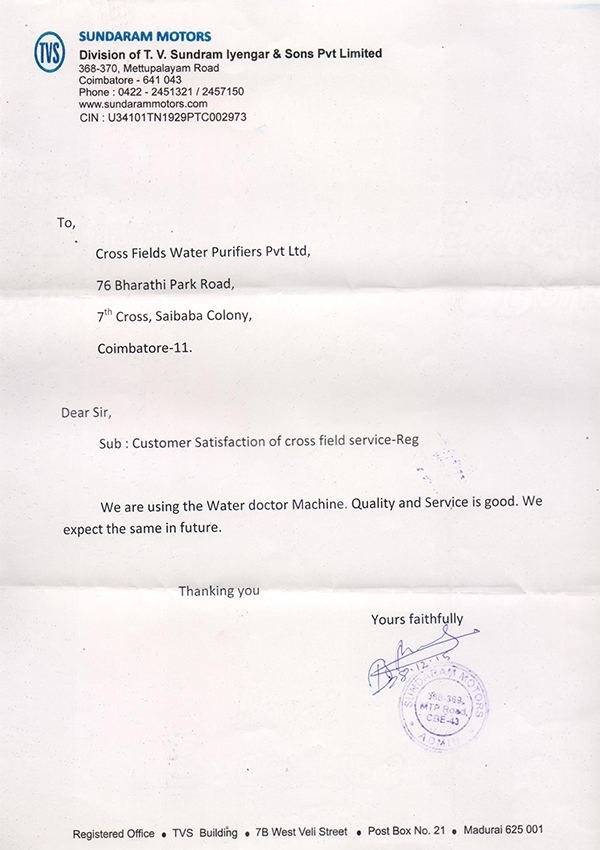 TVS
SUNDARAM MOTORS
Division of T. V. Sundram Iyengar & Sons Pvt Limited
368-370, Mettupalayam Road
Coimbatore - 641 043
Phone : 0422 - 2451321 / 2457150
www.sundarammotors.com
CIN : U34101TN1929PTC002973
To,
Cross Fields Water Purifiers Pvt Ltd,
76 Bharathi Park Road,
7th Cross, Saibaba Colony,
Coimbatore-11.
Dear Sir,
Sub : Customer Satisfaction of cross field service-Reg
We are using the Water doctor Machine. Quality and Service is good. We
expect the same in future.
Thanking you
Yours faithfully
SUNDARAM MOTORS
MTP Road,
CBE-43
ADMIN
Registered Office • TVS Building • 7B West Veli Street • Post Box No. 21 • Madurai 625 001